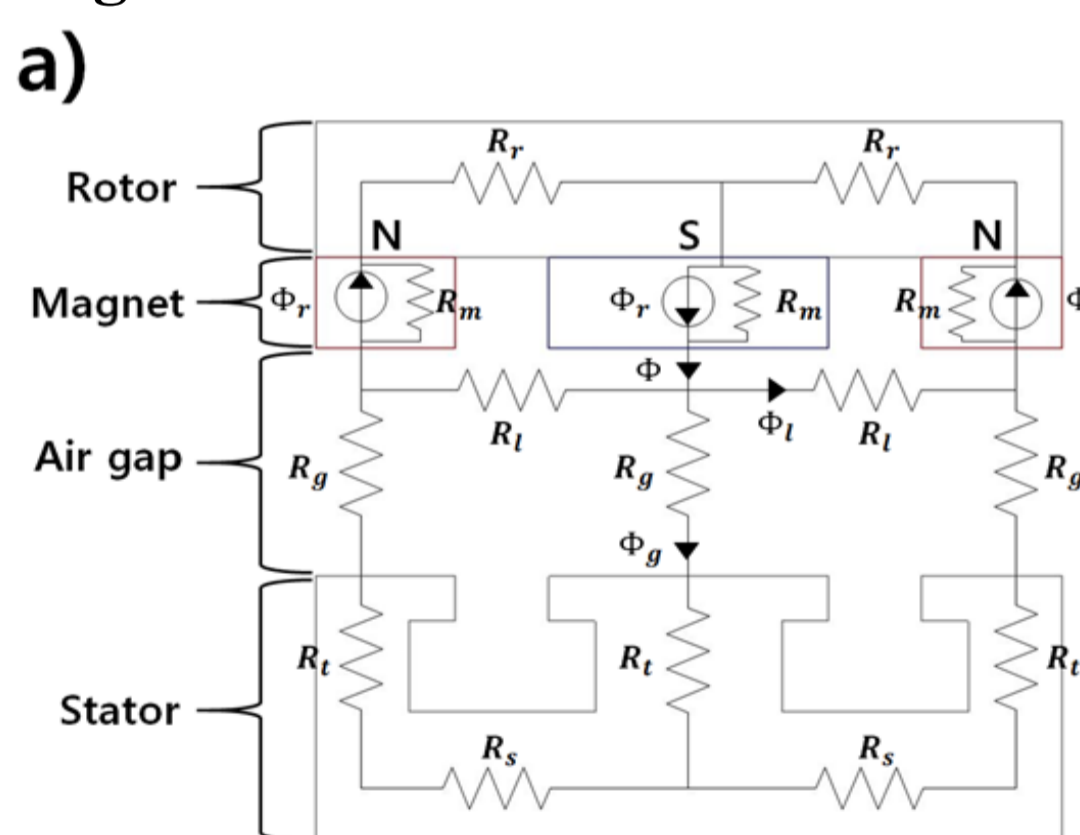 a)
R_r R_r
Rotor
N S N
Magnet Φ_r R_m Φ_r R_m R_m
Φ
Φ_l
R_l R_l
Air gap R_g R_g R_g
Φ_g
R_t R_t R_t
Stator
R_s R_s